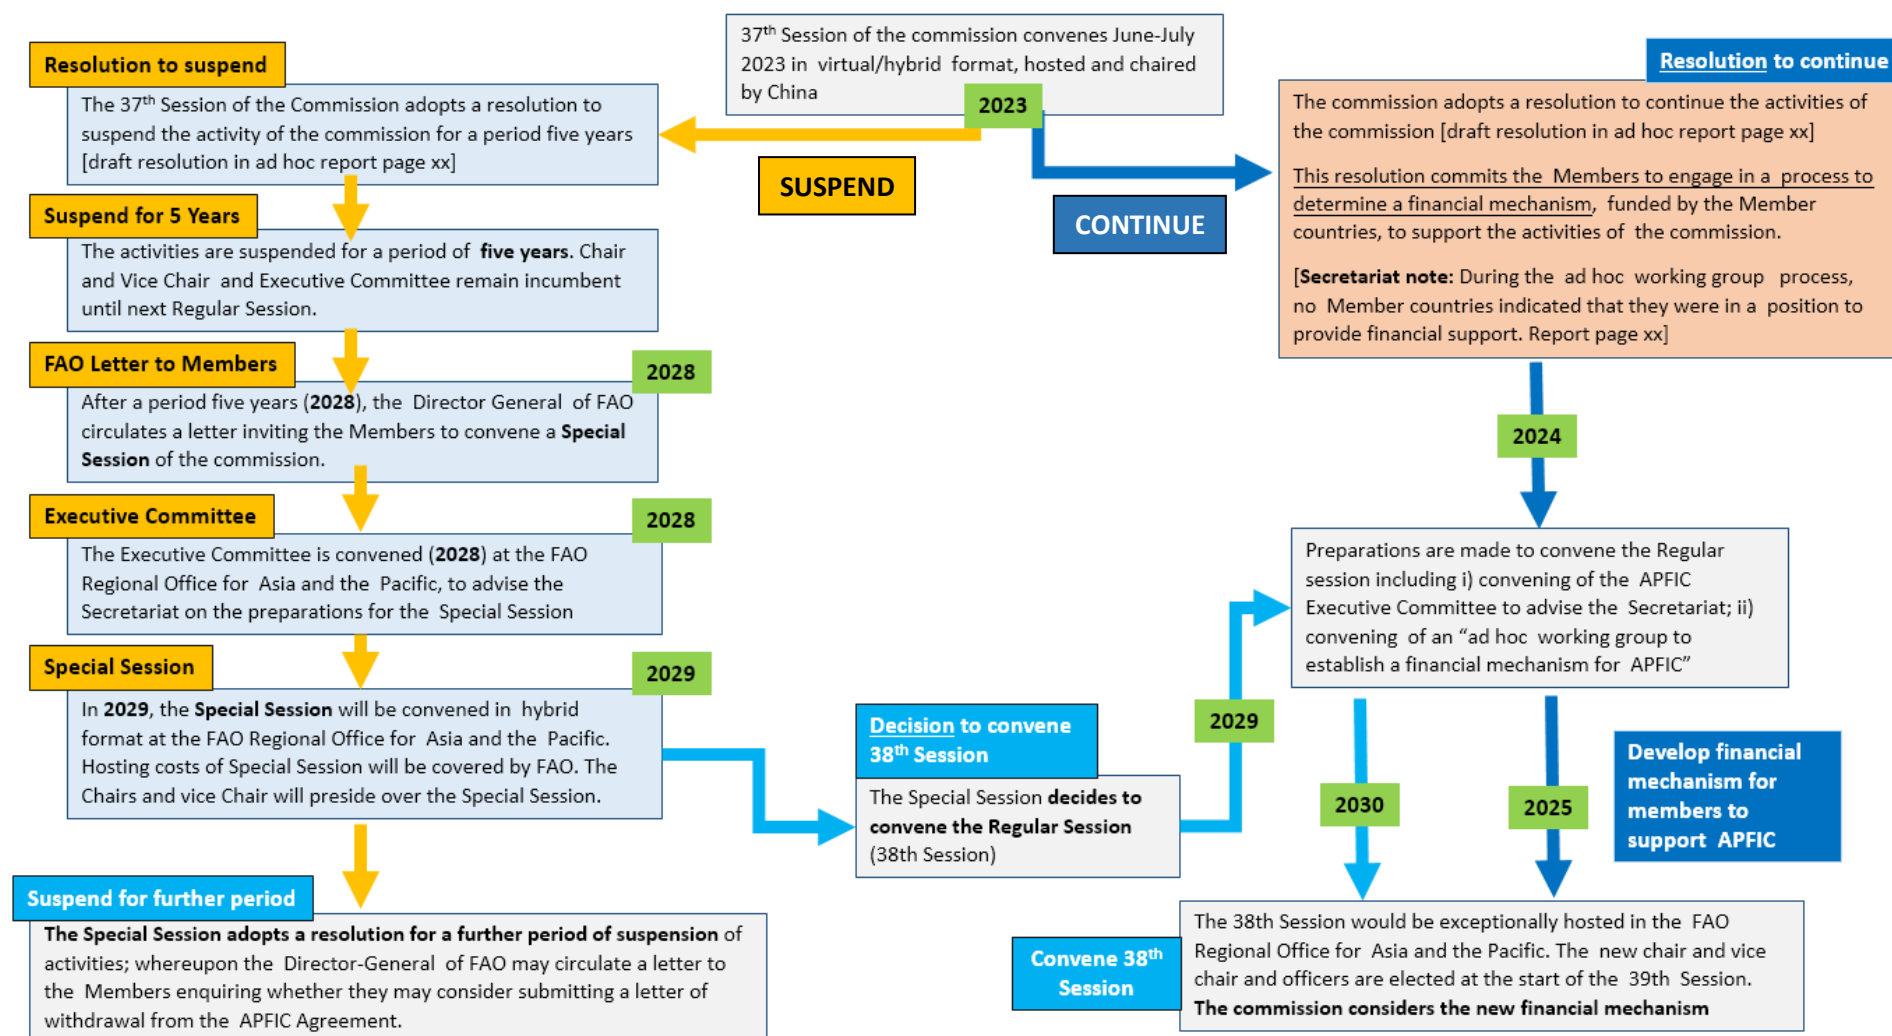 37th Session of the commission convenes June-July
2023 in virtual/hybrid format, hosted and chaired
by China
2023
SUSPEND
CONTINUE
Resolution to suspend
The 37th Session of the Commission adopts a resolution to
suspend the activity of the commission for a period five years
[draft resolution in ad hoc report page xx]
Suspend for 5 Years
The activities are suspended for a period of five years. Chair
and Vice Chair and Executive Committee remain incumbent
until next Regular Session.
FAO Letter to Members
2028
After a period five years (2028), the Director General of FAO
circulates a letter inviting the Members to convene a Special
Session of the commission.
Executive Committee
2028
The Executive Committee is convened (2028) at the FAO
Regional Office for Asia and the Pacific, to advise the
Secretariat on the preparations for the Special Session
Special Session
2029
In 2029, the Special Session will be convened in hybrid
format at the FAO Regional Office for Asia and the Pacific.
Hosting costs of Special Session will be covered by FAO. The
Chairs and vice Chair will preside over the Special Session.
Suspend for further period
The Special Session adopts a resolution for a further period of suspension of
activities; whereupon the Director-General of FAO may circulate a letter to
the Members enquiring whether they may consider submitting a letter of
withdrawal from the APFIC Agreement.
Decision to convene
38th Session
The Special Session decides to
convene the Regular Session
(38th Session)
2029
Resolution to continue
The commission adopts a resolution to continue the activities of
the commission [draft resolution in ad hoc report page xx]
This resolution commits the Members to engage in a process to
determine a financial mechanism, funded by the Member
countries, to support the activities of the commission.
[Secretariat note: During the ad hoc working group process,
no Member countries indicated that they were in a position to
provide financial support. Report page xx]
2024
Preparations are made to convene the Regular
session including i) convening of the APFIC
Executive Committee to advise the Secretariat; ii)
convening of an “ad hoc working group to
establish a financial mechanism for APFIC”
2030
2025
Develop financial
mechanism for
members to
support APFIC
Convene 38th
Session
The 38th Session would be exceptionally hosted in the FAO
Regional Office for Asia and the Pacific. The new chair and vice
chair and officers are elected at the start of the 39th Session.
The commission considers the new financial mechanism